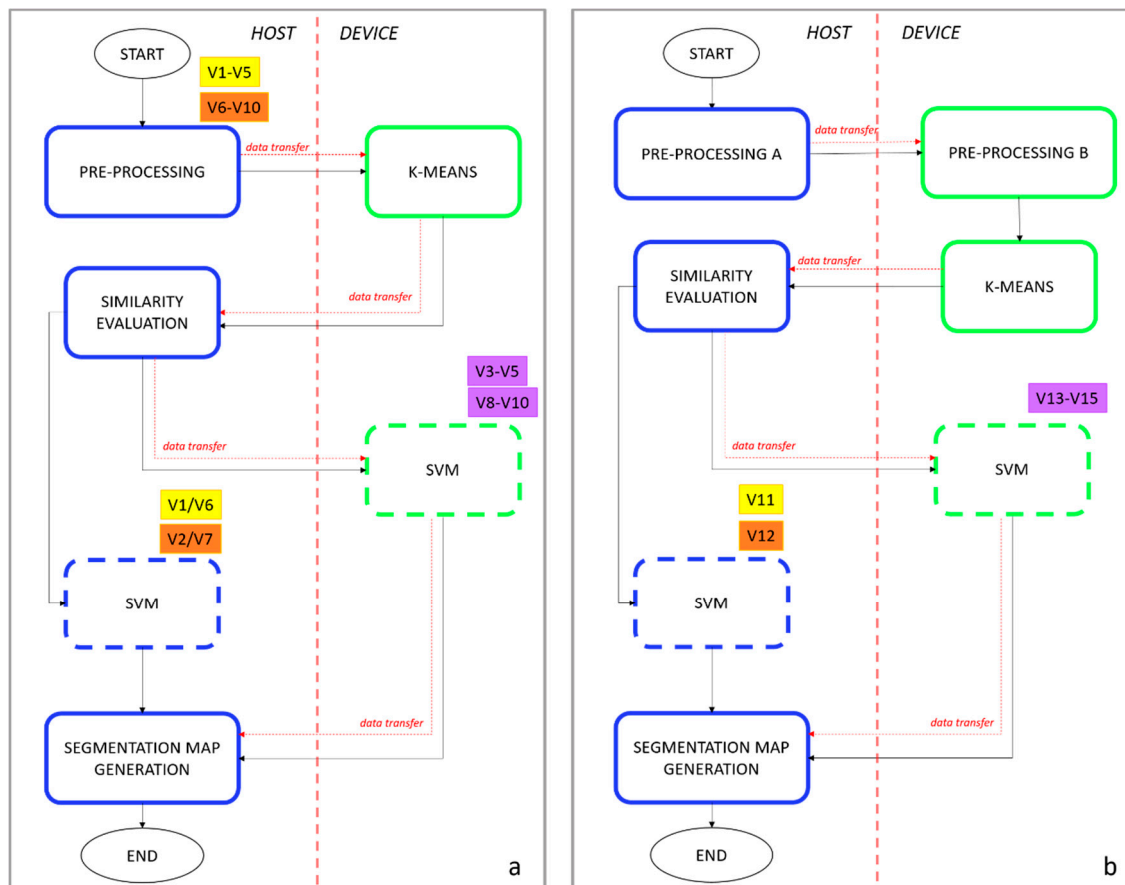 HOST
DEVICE
START
V1-V5
V6-V10
PRE-PROCESSING
data transfer
K-MEANS
SIMILARITY
EVALUATION
data transfer
V3-V5
V8-V10
data transfer
SVM
V1/V6
V2/V7
SVM
data transfer
SEGMENTATION MAP
GENERATION
END
a
HOST
DEVICE
START
PRE-PROCESSING A
data transfer
PRE-PROCESSING B
SIMILARITY
EVALUATION
data transfer
K-MEANS
V13-V15
data transfer
SVM
V11
V12
SVM
data transfer
SEGMENTATION MAP
GENERATION
END
b